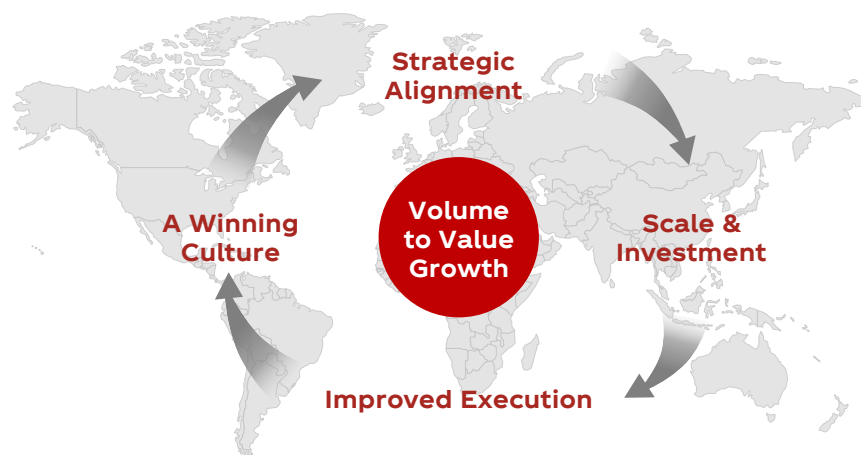 Strategic
Alignment
A Winning
Culture
Volume
to Value
Growth
Scale &
Investment
Improved Execution